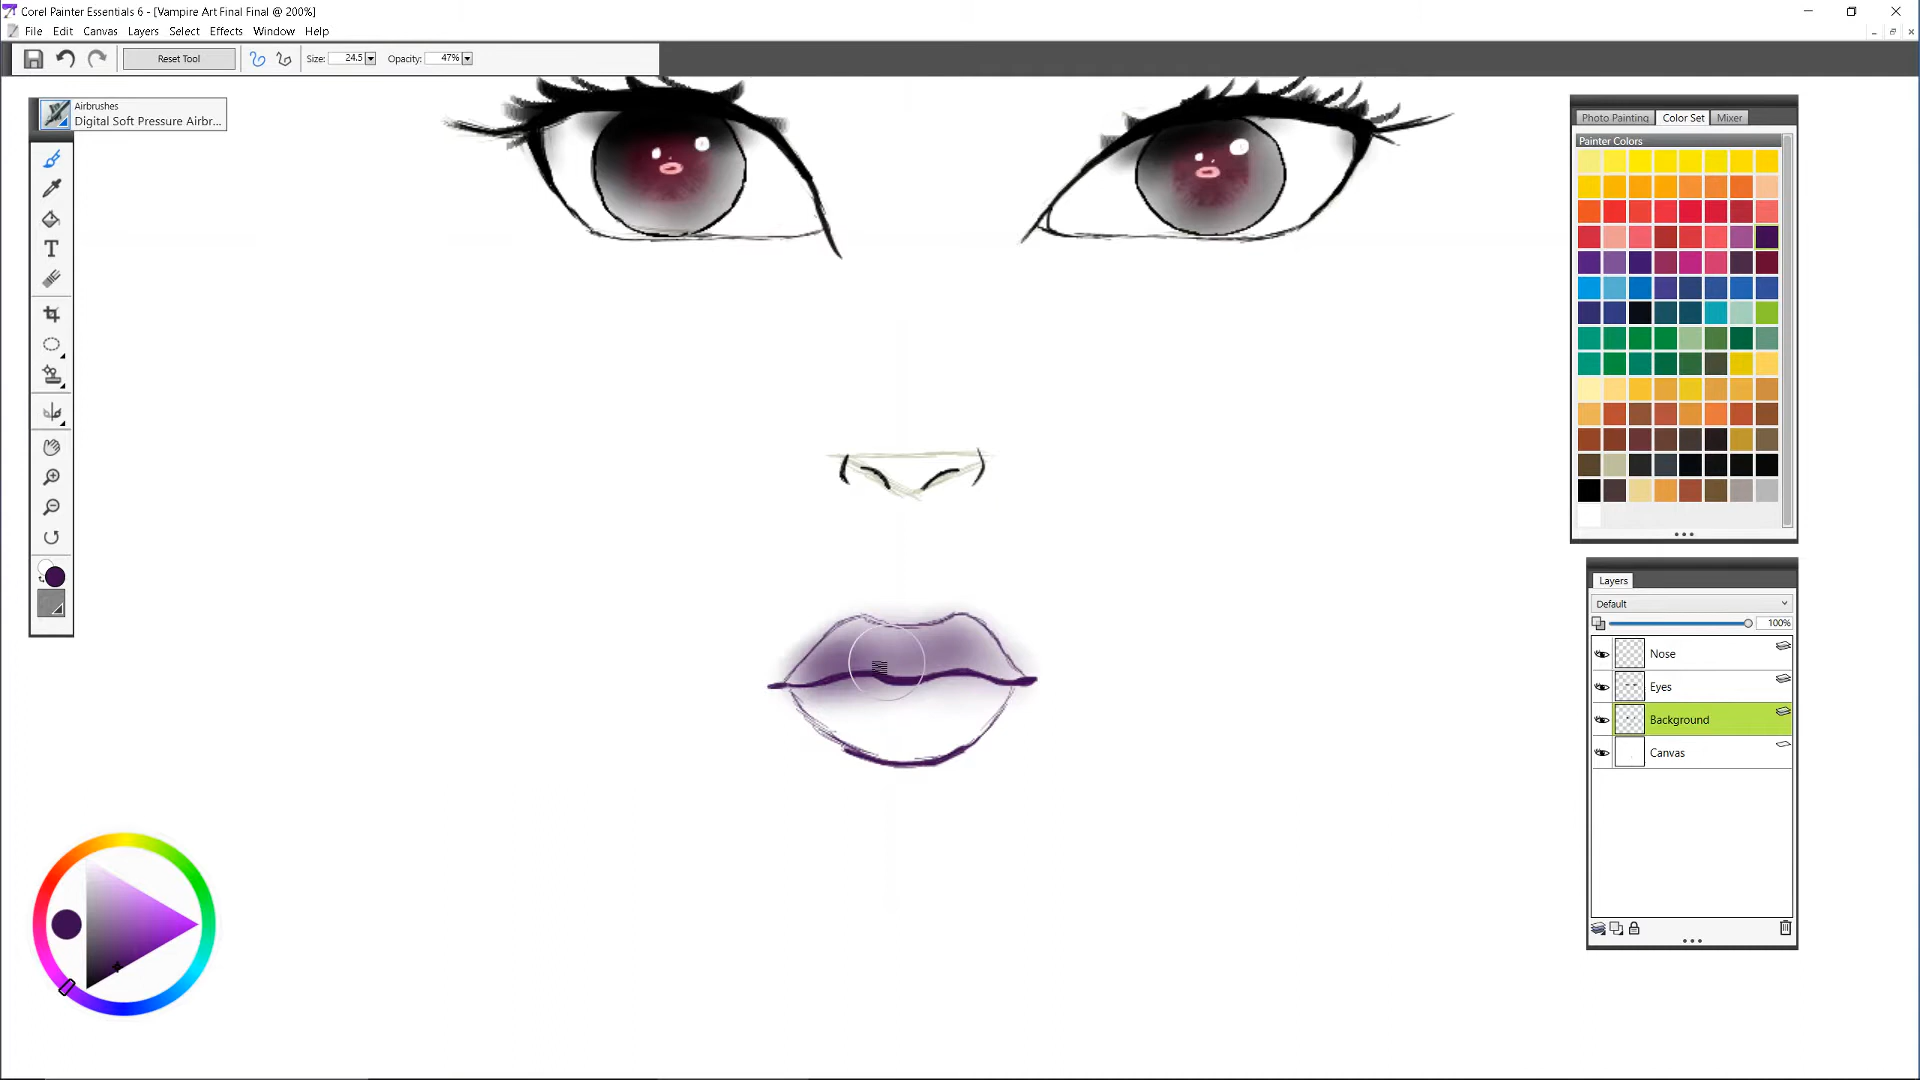 Corel Painter Essentials 6 - [Vampire Art Final Final @ 200%]
File Edit Canvas Layers Select Effects Window Help
Reset Tool Size: 24.5 Opacity: 47%
Airbrushes
Digital Soft Pressure Airbr...
T
Photo Painting Color Set Mixer
Painter Colors
Layers
Default
100%
Nose
Eyes
Background
Canvas